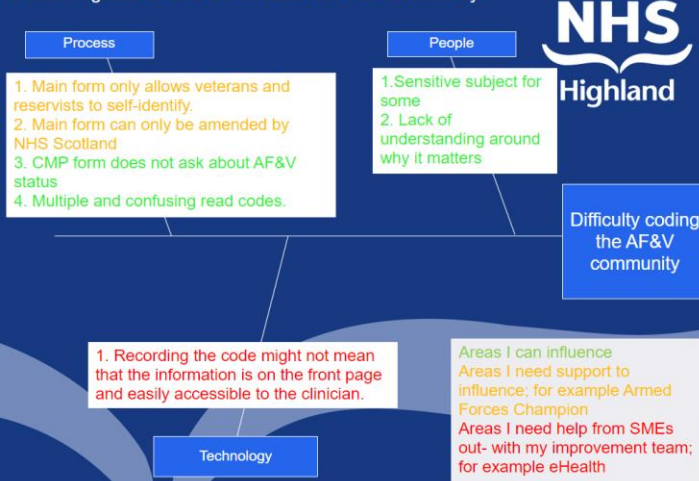 NHS
Highland
Process
People
1. Main form only allows veterans and
reservists to self-identify.
2. Main form can only be amended by
NHS Scotland
3. CMP form does not ask about AF&V
status
4. Multiple and confusing read codes.
1.Sensitive subject for
some
2. Lack of
understanding around
why it matters
Difficulty coding
the AF&V
community
1. Recording the code might not mean
that the information is on the front page
and easily accessible to the clinician.
Technology
Areas I can influence
Areas I need support to
influence; for example Armed
Forces Champion
Areas I need help from SMEs
out- with my improvement team;
for example eHealth